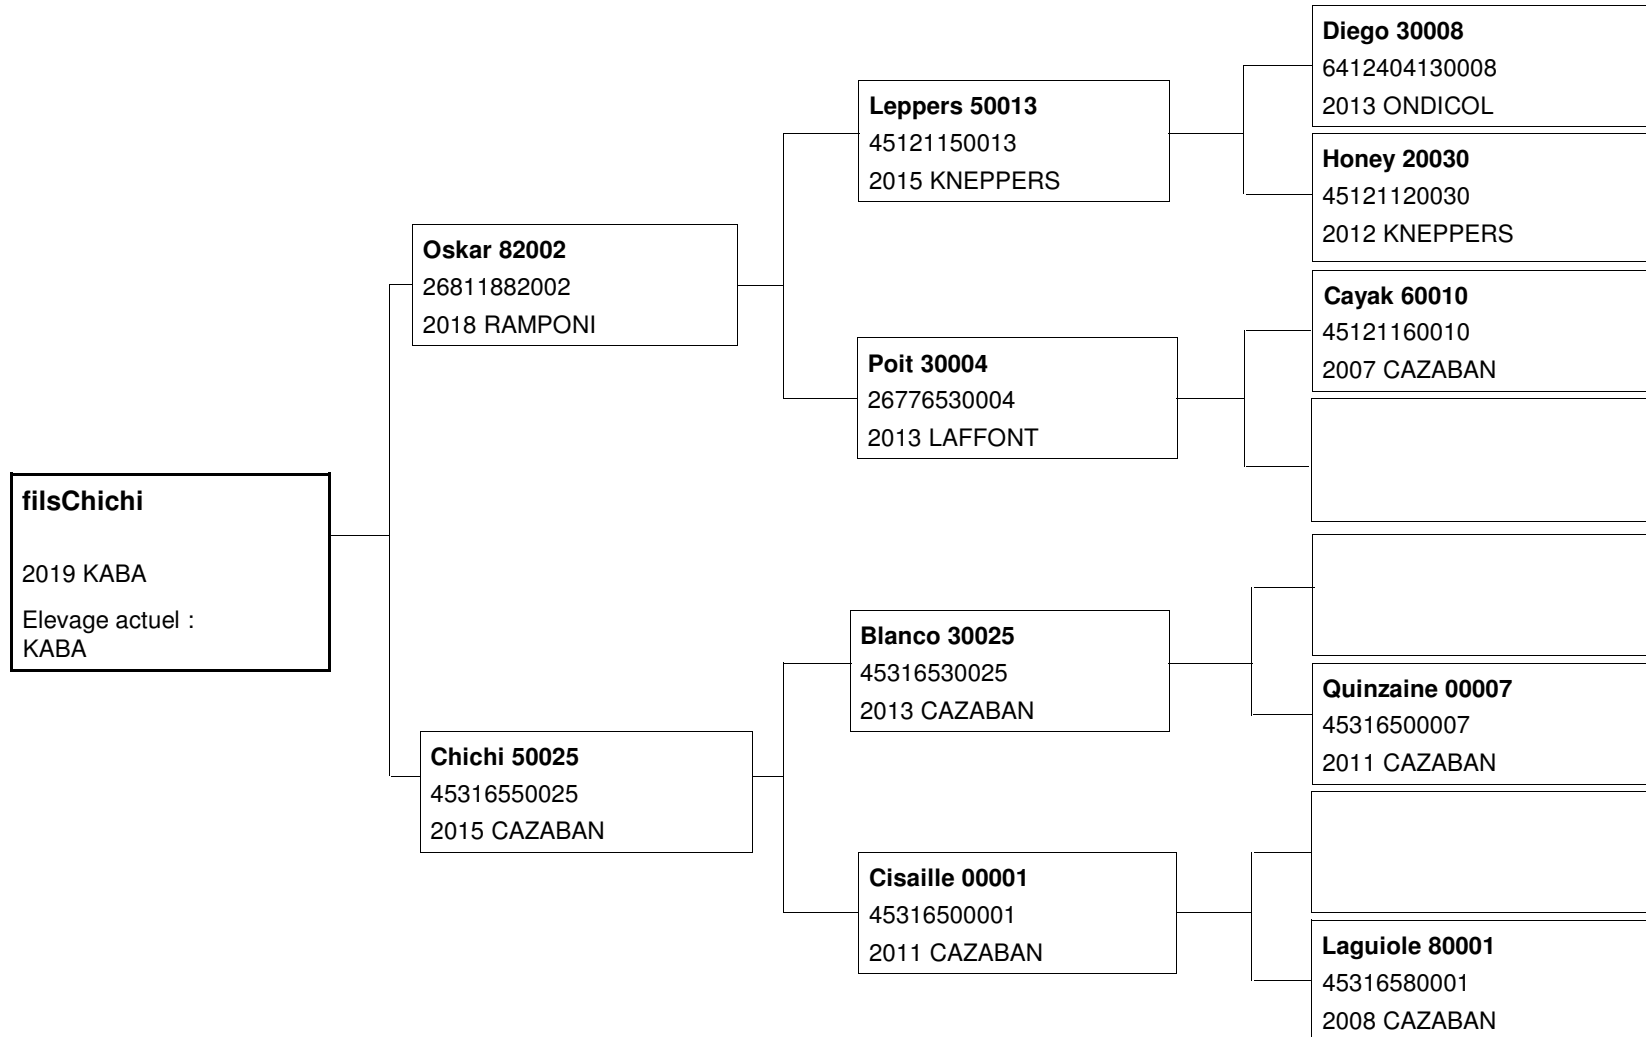 filsChichi
2019 KABA
Elevage actuel :
KABA
Oskar 82002
26811882002
2018 RAMPONI
Chichi 50025
45316550025
2015 CAZABAN
Leppers 50013
45121150013
2015 KNEPPERS
Poit 30004
26776530004
2013 LAFFONT
Blanco 30025
45316530025
2013 CAZABAN
Cisaille 00001
45316500001
2011 CAZABAN
Diego 30008
6412404130008
2013 ONDICOL
Honey 20030
45121120030
2012 KNEPPERS
Cayak 60010
45121160010
2007 CAZABAN
Quinzaine 00007
45316500007
2011 CAZABAN
Laguiole 80001
45316580001
2008 CAZABAN